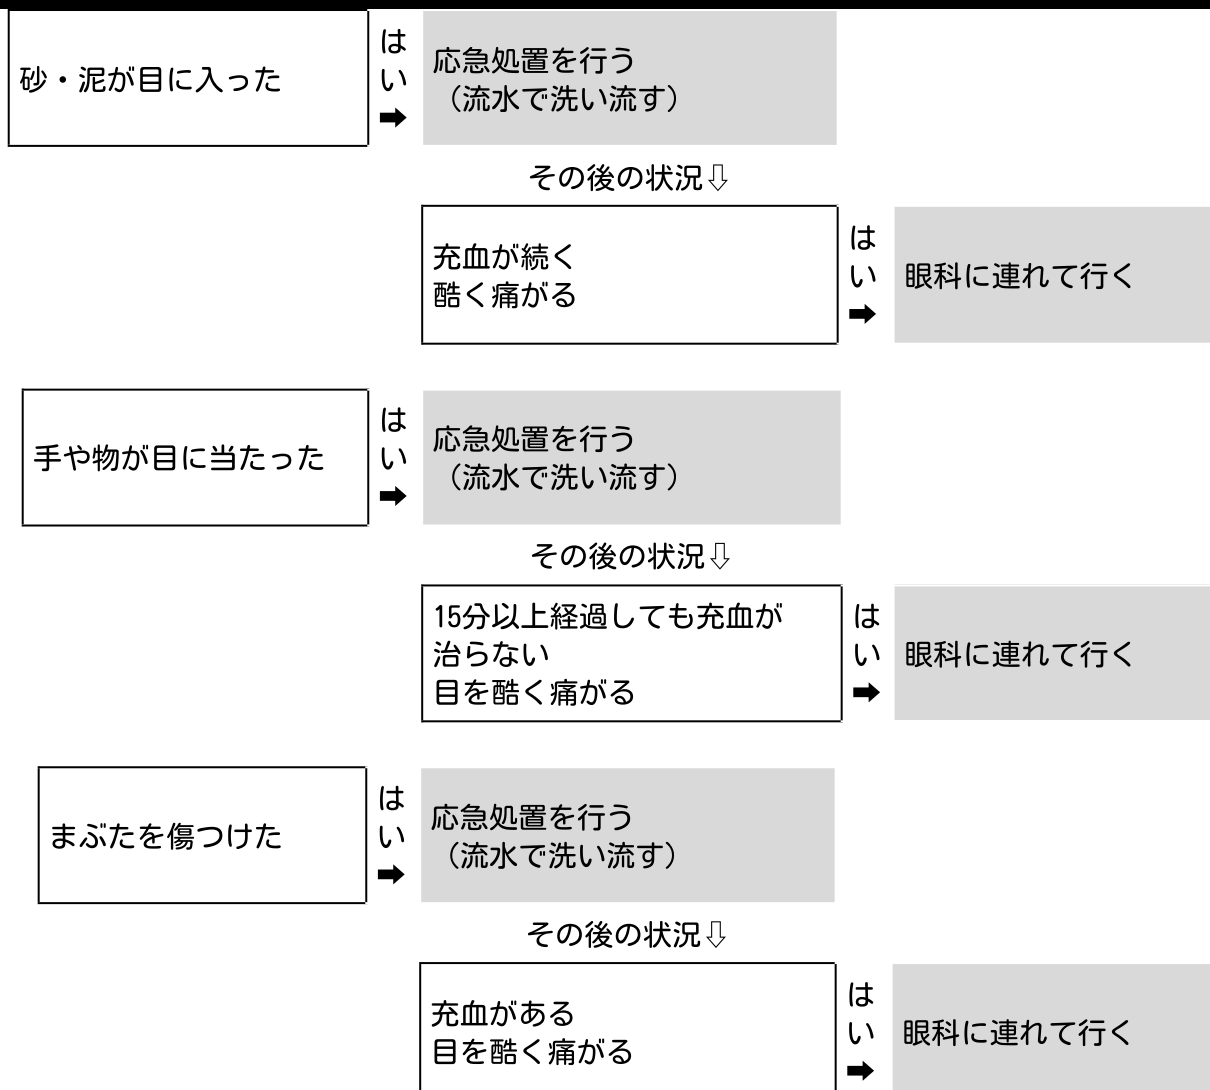 砂・泥が目に入った
はい➡
応急処置を行う
（流水で洗い流す）
その後の状況⇩
充血が続く
酷く痛がる
はい➡
眼科に連れて行く
手や物が目に当たった
はい➡
応急処置を行う
（流水で洗い流す）
その後の状況⇩
15分以上経過しても充血が
治らない
目を酷く痛がる
はい➡
眼科に連れて行く
まぶたを傷つけた
はい➡
応急処置を行う
（流水で洗い流す）
その後の状況⇩
充血がある
目を酷く痛がる
はい➡
眼科に連れて行く